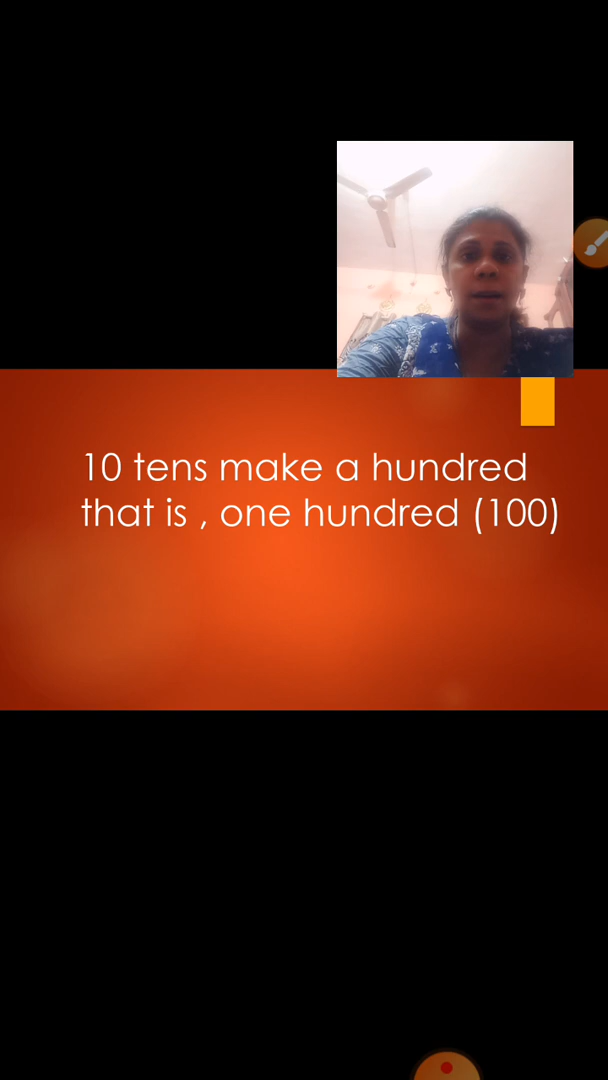 10 tens make a hundred
that is , one hundred (100)